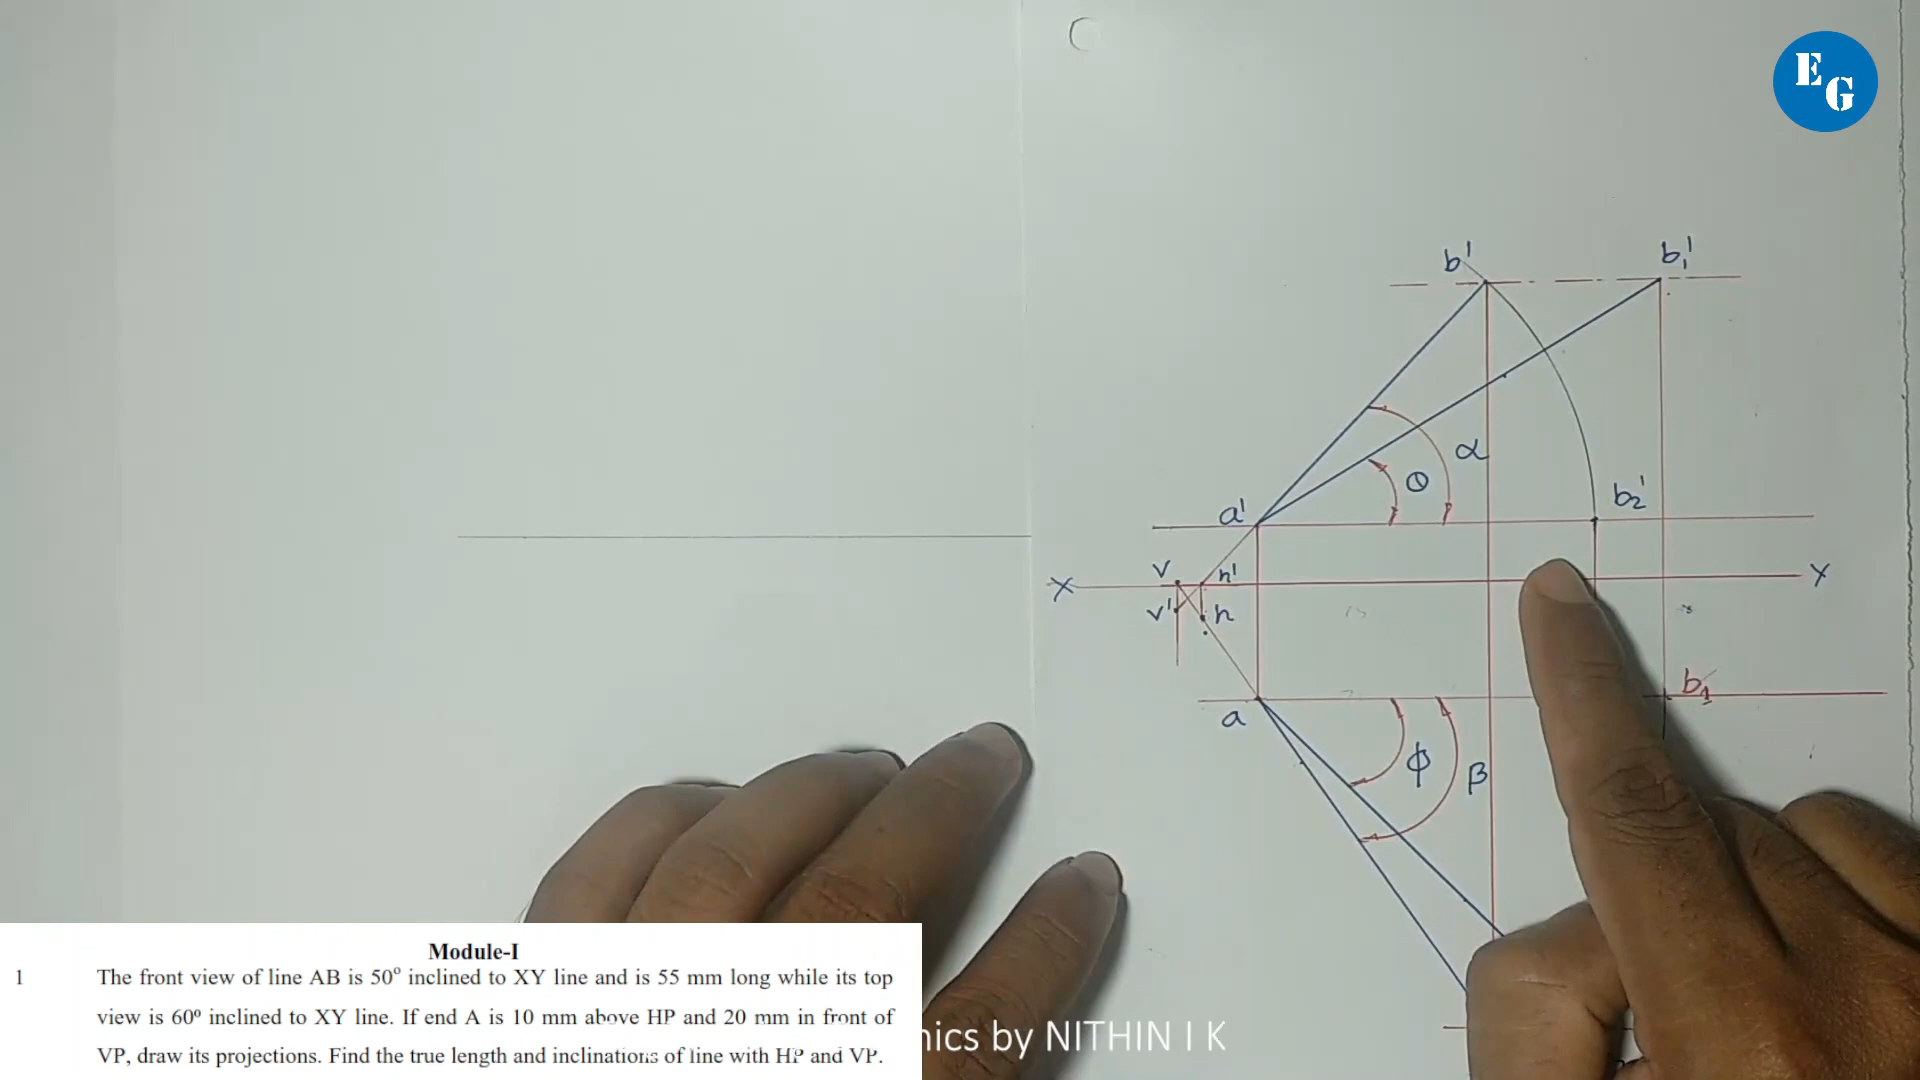 E
G
b' b₁'
α
θ
b₂'
a'
X V h' Y
V' h
b₁
a
ϕ β
Module-I
1 The front view of line AB is 50º inclined to XY line and is 55 mm long while its top
view is 60º inclined to XY line. If end A is 10 mm above HP and 20 mm in front of
VP, draw its projections. Find the true length and inclinations of line with HP and VP.
by NITHIN I K